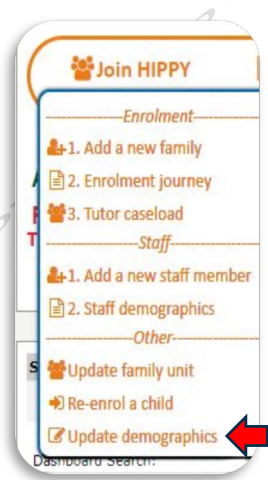 Join HIPPY
Enrolment
1. Add a new family
2. Enrolment journey
3. Tutor caseload
Staff
1. Add a new staff member
2. Staff demographics
Other
Update family unit
Re-enrol a child
Update demographics
Dashboard Search: